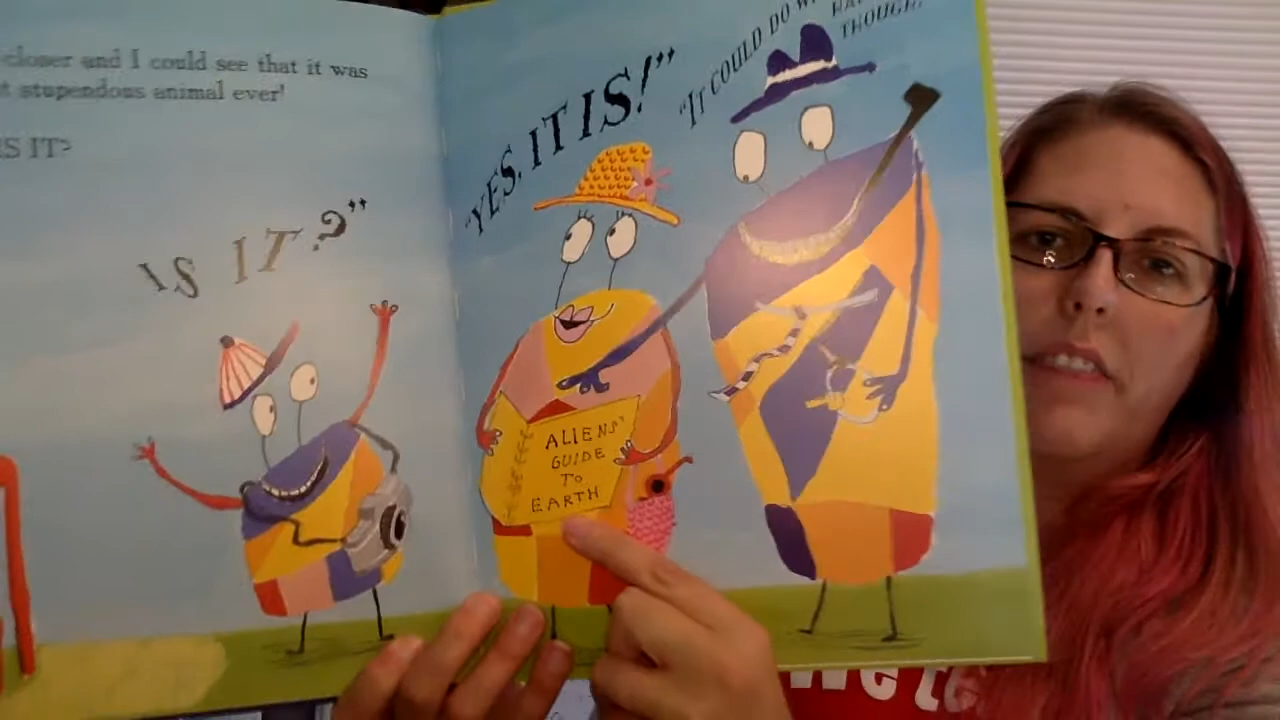 closer and I could see that it was
stupendous animal ever!
IS IT?
IS IT?"
"YES, IT IS!"
"IT COULD DO
THOUGH.
ALIENS'
GUIDE
TO
EARTH